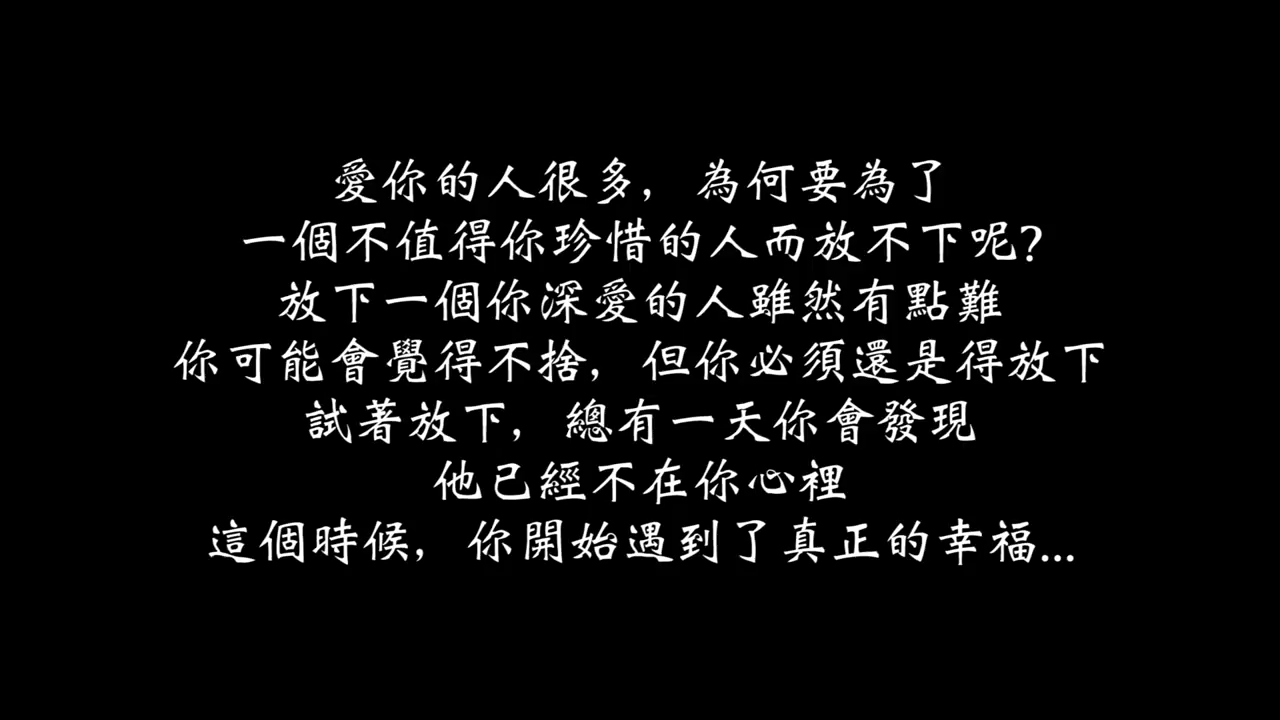 愛你的人很多，為何要為了
一個不值得你珍惜的人而放不下呢?
放下一個你深愛的人雖然有點難
你可能會覺得不捨，但你必須還是得放下
試著放下，總有一天你會發現
他已經不在你心裡
這個時候，你開始遇到了真正的幸福...